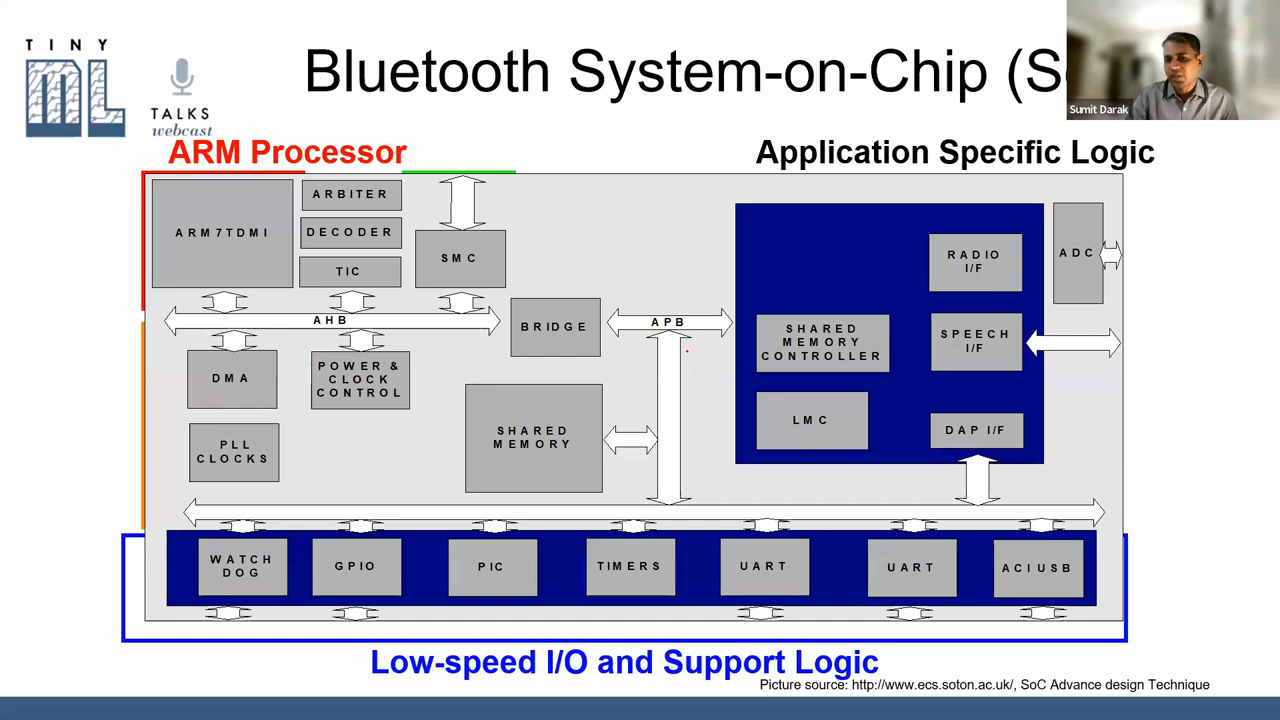 TINY
ML
TALKS
webcast
Bluetooth System-on-Chip (S
Sumit Darak
ARM Processor
Application Specific Logic
ARM7TDMI
ARBITER
DECODER
TIC
SMC
AHB
BRIDGE
APB
DMA
POWER &
CLOCK
CONTROL
PLL
CLOCKS
SHARED
MEMORY
RADIO
I/F
ADC
SHARED
MEMORY
CONTROLLER
SPEECH
I/F
LMC
DAP I/F
WATCH
DOG
GPIO
PIC
TIMERS
UART
UART
ACI USB
Low-speed I/O and Support Logic
Picture source: http://www.ecs.soton.ac.uk/, SoC Advance design Technique